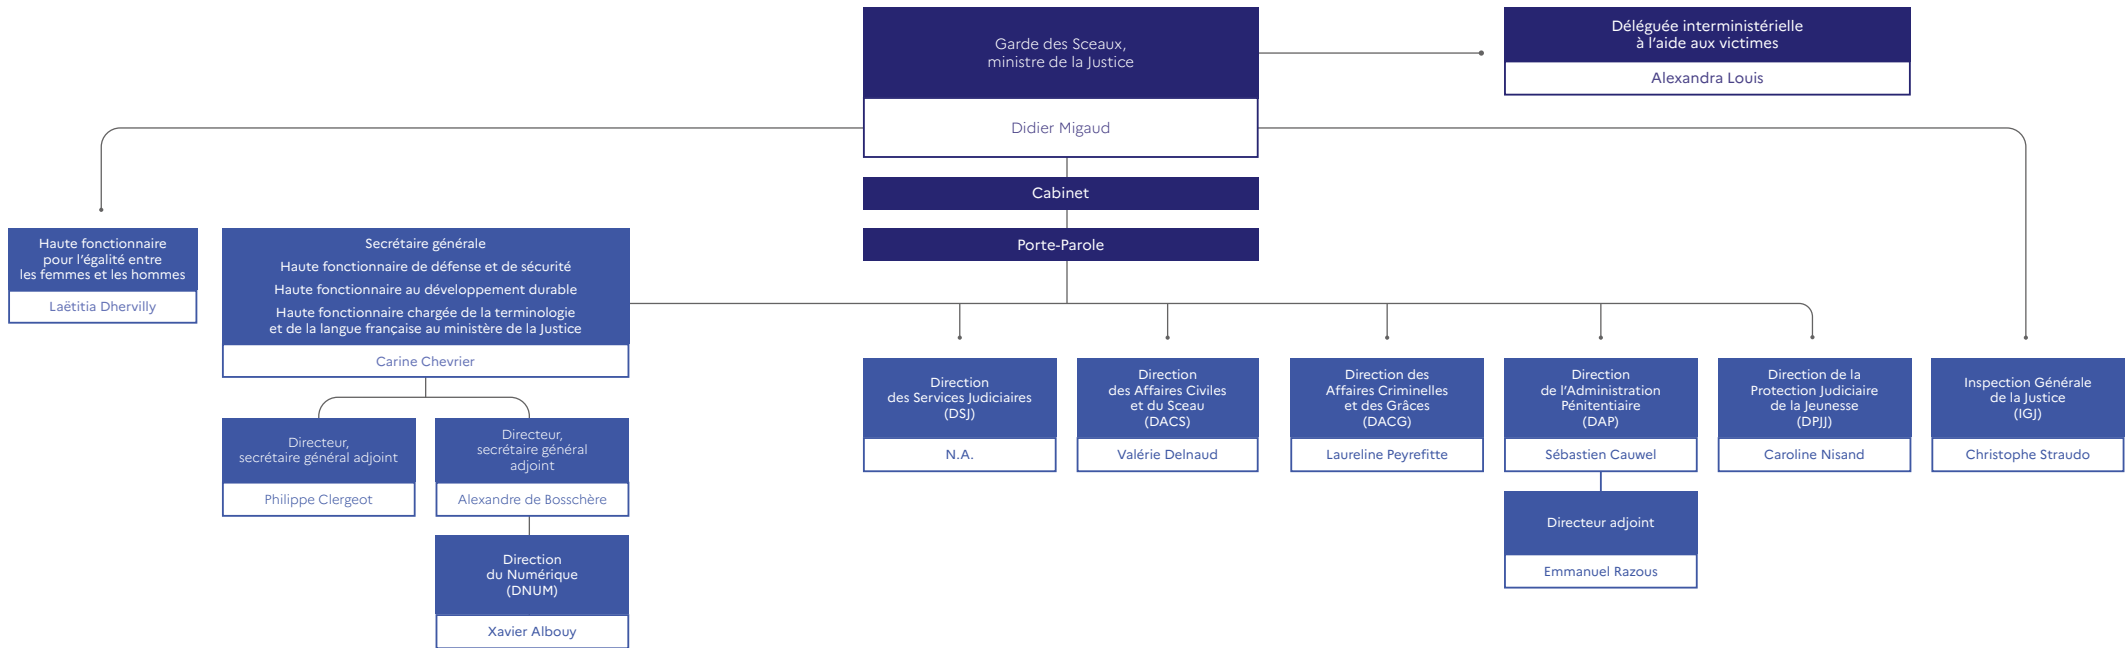 Garde des Sceaux,
ministre de la Justice
Didier Migaud
Déléguée interministérielle
à l'aide aux victimes
Alexandra Louis
Cabinet
Porte-Parole
Haute fonctionnaire
pour l'égalité entre
les femmes et les hommes
Laëtitia Dhervilly
Secrétaire générale
Haute fonctionnaire de défense et de sécurité
Haute fonctionnaire au développement durable
Haute fonctionnaire chargée de la terminologie
et de la langue française au ministère de la Justice
Carine Chevrier
Directeur,
secrétaire général adjoint
Philippe Clergeot
Directeur,
secrétaire général
adjoint
Alexandre de Bosschère
Direction
du Numérique
(DNUM)
Xavier Albouy
Direction
des Services Judiciaires
(DSJ)
N.A.
Direction
des Affaires Civiles
et du Sceau
(DACS)
Valérie Delnaud
Direction des
Affaires Criminelles
et des Grâces
(DACG)
Laureline Peyrefitte
Direction
de l'Administration
Pénitentiaire
(DAP)
Sébastien Cauwel
Directeur adjoint
Emmanuel Razous
Direction de la
Protection Judiciaire
de la Jeunesse
(DPJJ)
Caroline Nisand
Inspection Générale
de la Justice
(IGJ)
Christophe Straudo